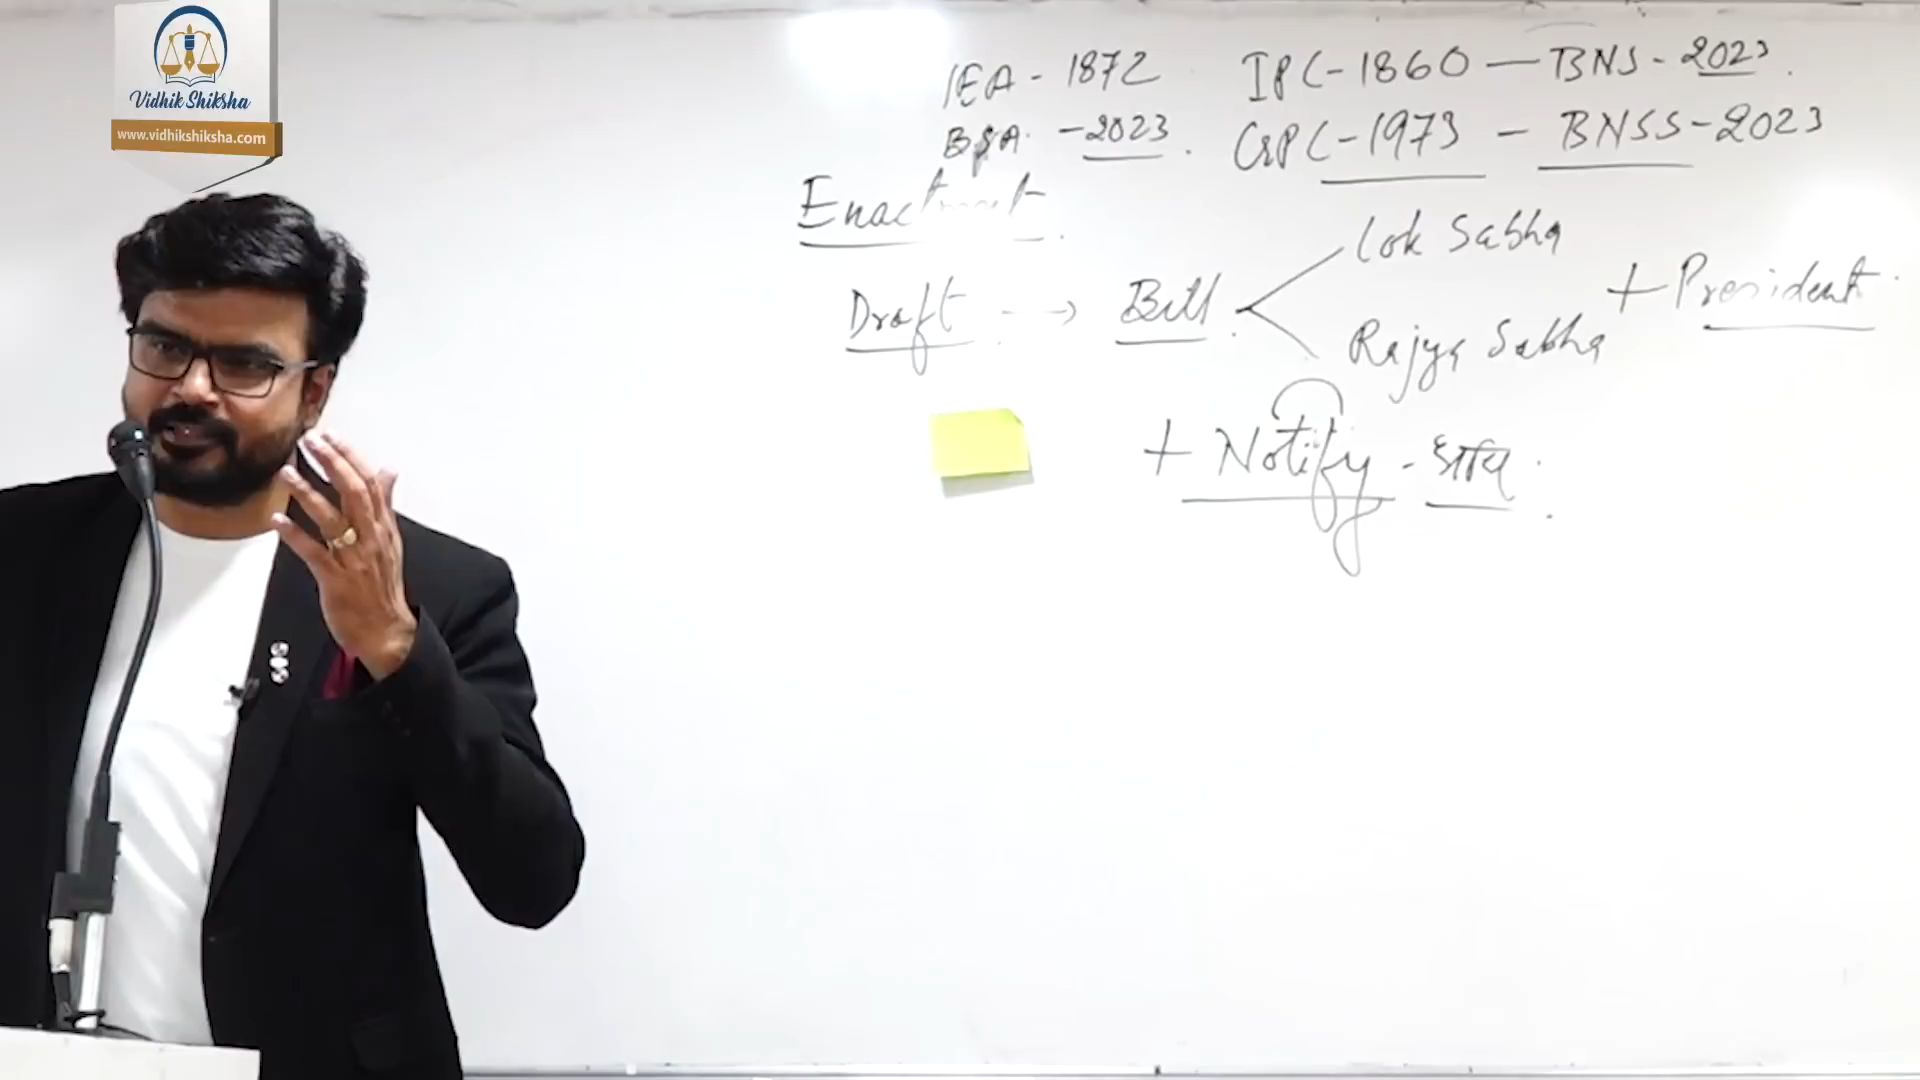 Vidhik Shiksha
www.vidhikshiksha.com
IEA - 1872 IPC - 1860 — BNS - 2023
BSA - 2023. CrPC - 1973 - BNSS - 2023
Enactment
Lok Sabha
Draft → Bill + President
Rajya Sabha
+ Notify -